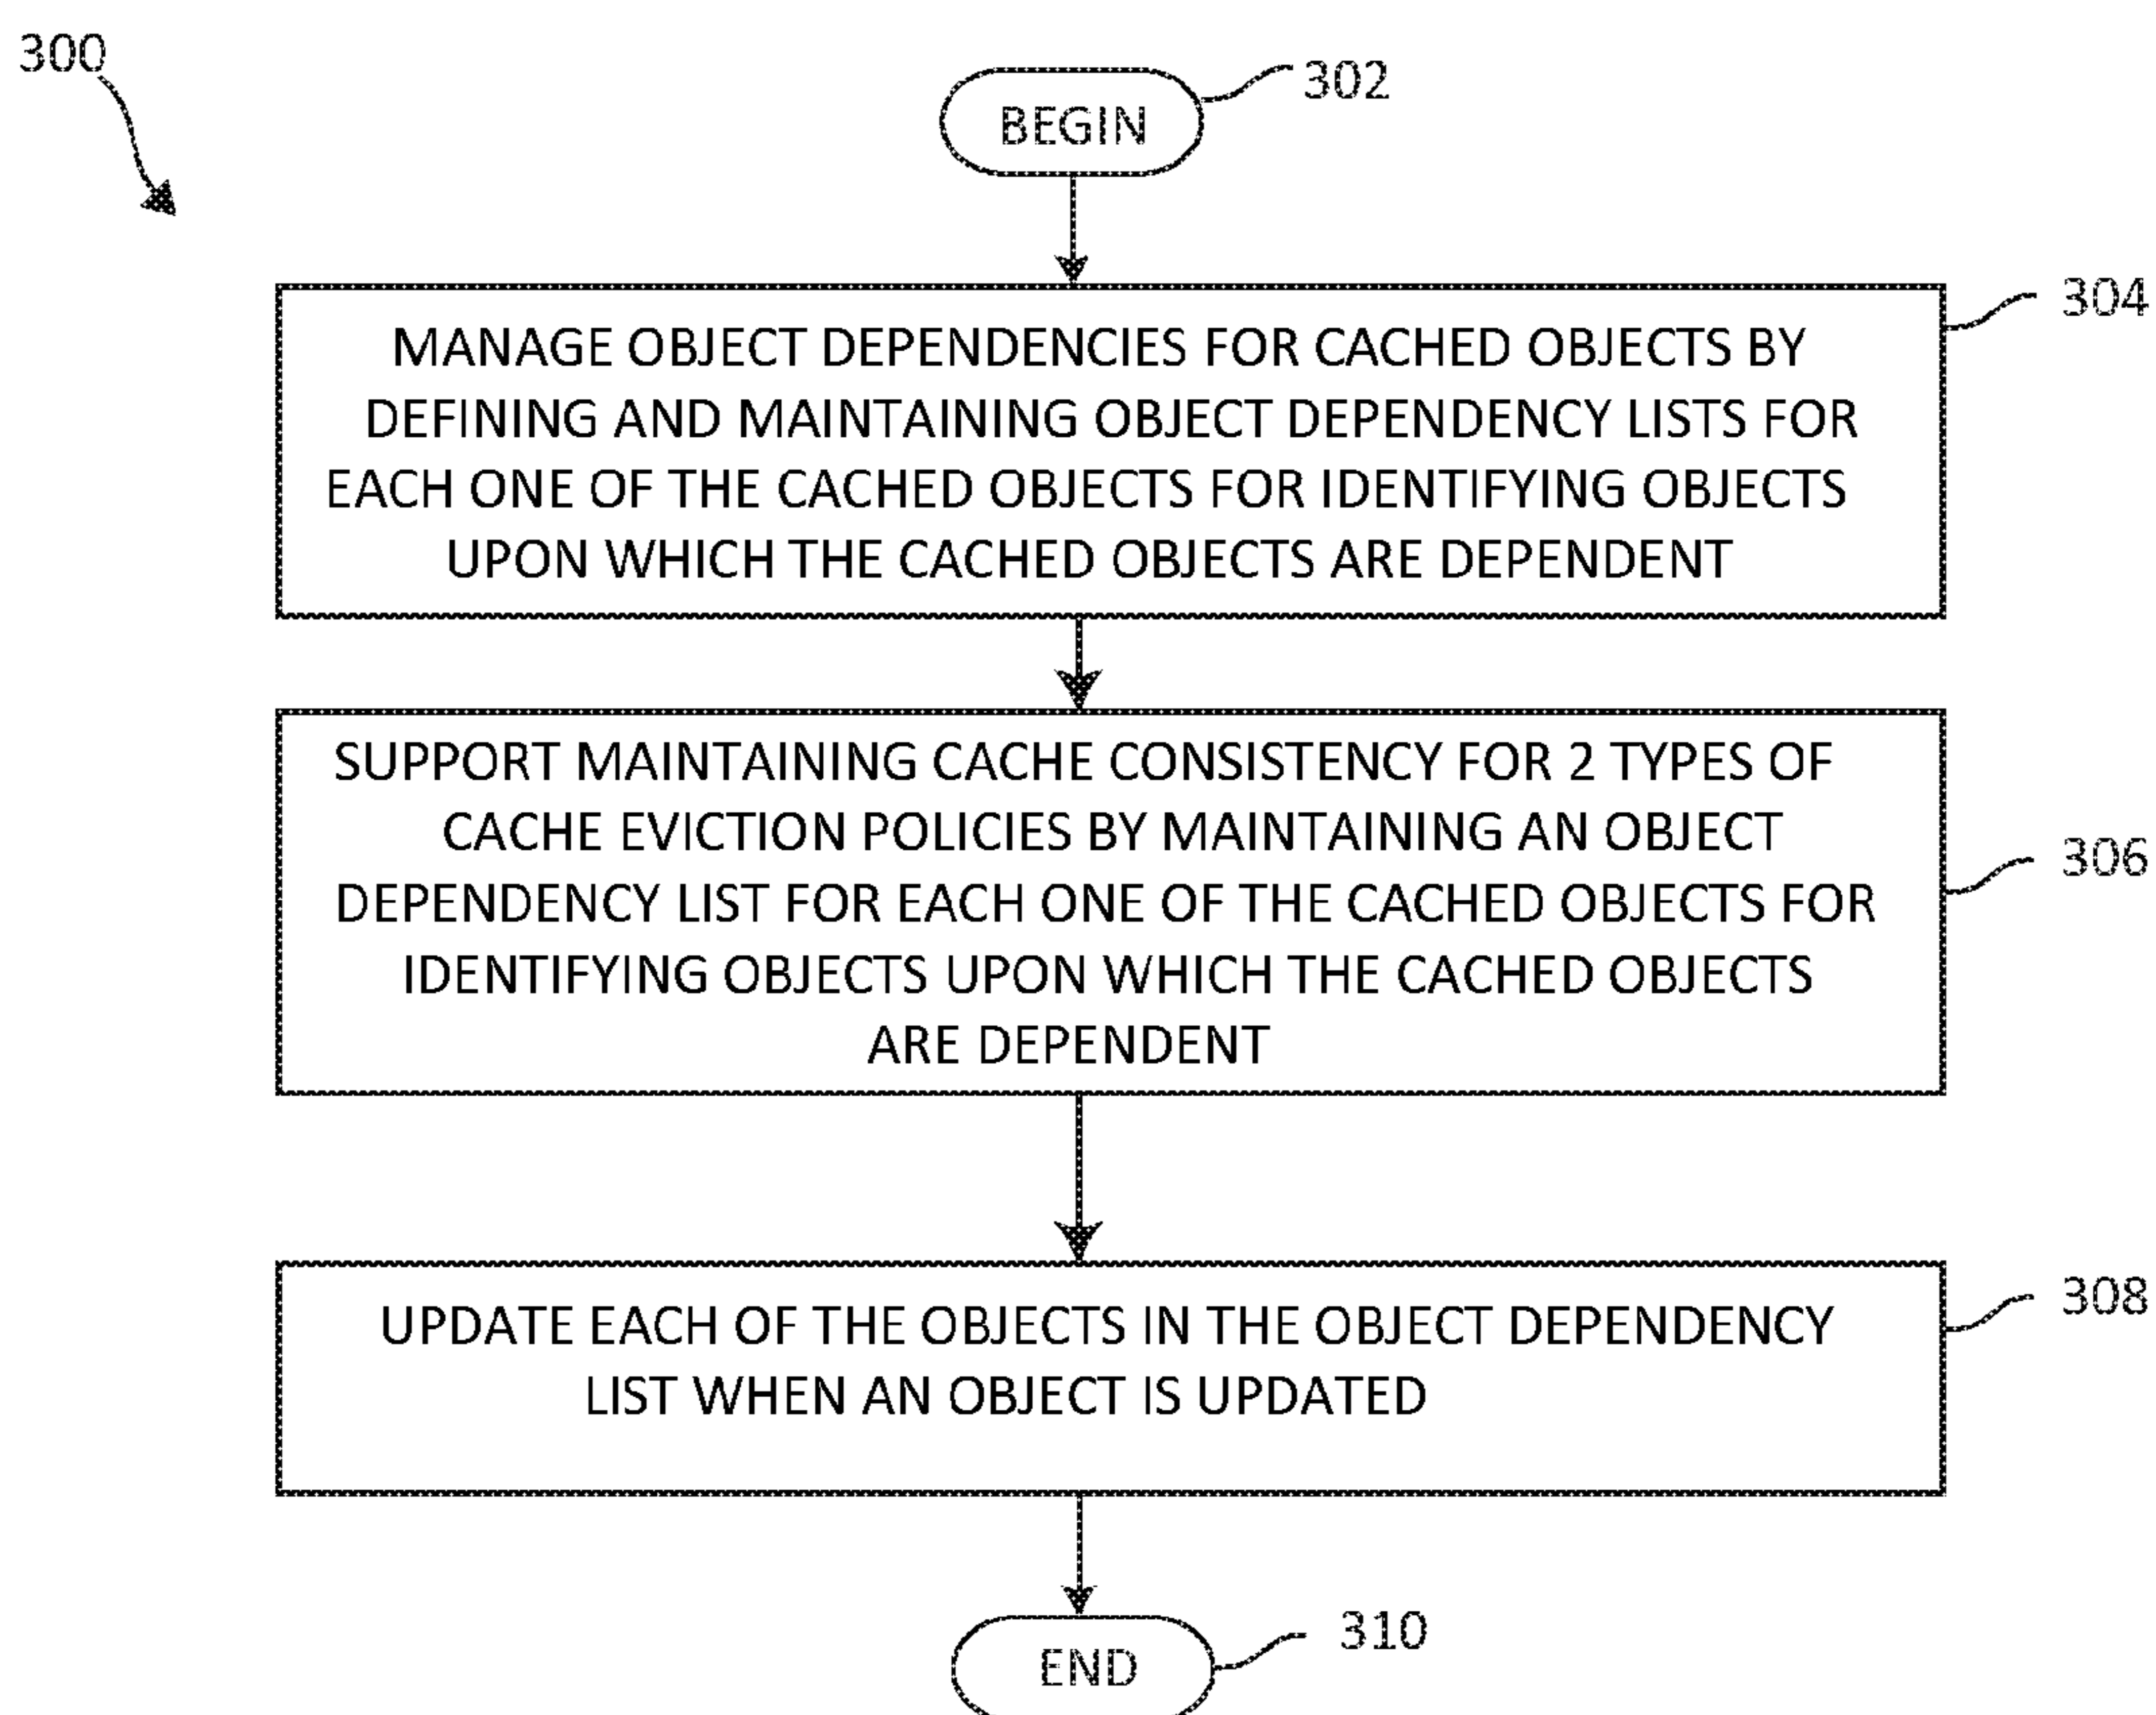 300
302
BEGIN
304
MANAGE OBJECT DEPENDENCIES FOR CACHED OBJECTS BY
DEFINING AND MAINTAINING OBJECT DEPENDENCY LISTS FOR
EACH ONE OF THE CACHED OBJECTS FOR IDENTIFYING OBJECTS
UPON WHICH THE CACHED OBJECTS ARE DEPENDENT
SUPPORT MAINTAINING CACHE CONSISTENCY FOR 2 TYPES OF
CACHE EVICTION POLICIES BY MAINTAINING AN OBJECT
306
DEPENDENCY LIST FOR EACH ONE OF THE CACHED OBJECTS FOR
IDENTIFYING OBJECTS UPON WHICH THE CACHED OBJECTS
ARE DEPENDENT
308
UPDATE EACH OF THE OBJECTS IN THE OBJECT DEPENDENCY
LIST WHEN AN OBJECT IS UPDATED
310
END